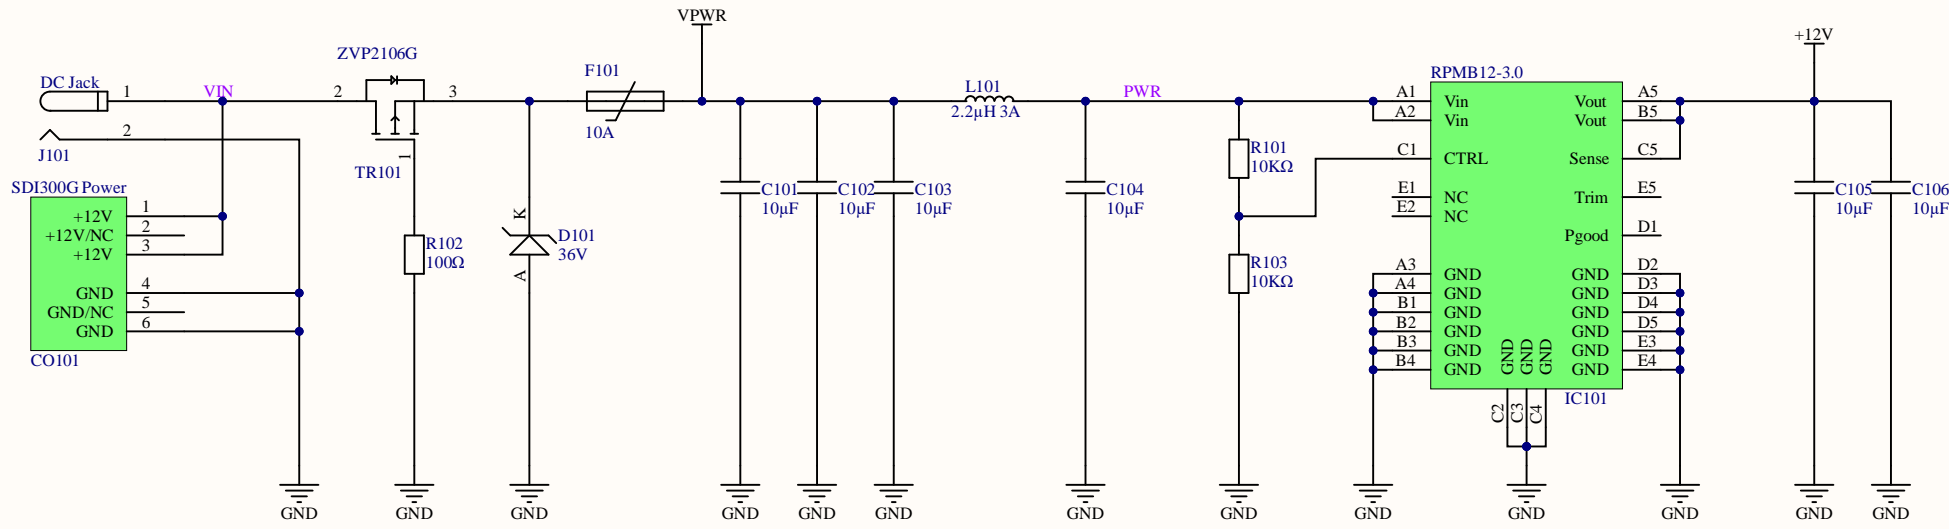 VPWR
ZVP2106G
DC Jack
1
VIN
2
3
F101
10A
L101
2.2µH 3A
PWR
+12V
2
J101
TR101
1
SDI300G Power
+12V
1
+12V/NC
2
+12V
3
GND
4
GND/NC
5
GND
6
CO101
R102
100Ω
K
D101
36V
A
C101
10µF
C102
10µF
C103
10µF
C104
10µF
R101
10KΩ
R103
10KΩ
RPMB12-3.0
A1
Vin
Vout
A5
A2
Vin
Vout
B5
C1
CTRL
Sense
C5
E1
NC
Trim
E5
E2
NC
Pgood
D1
A3
GND
GND
D2
A4
GND
GND
D3
B1
GND
GND
D4
B2
GND
GND
D5
B3
GND
GND
E3
B4
GND
GND
E4
GND
GND
GND
C2
C3
C4
IC101
C105
10µF
C106
10µF
GND
GND
GND
GND
GND
GND
GND
GND
GND
GND
GND
GND
GND